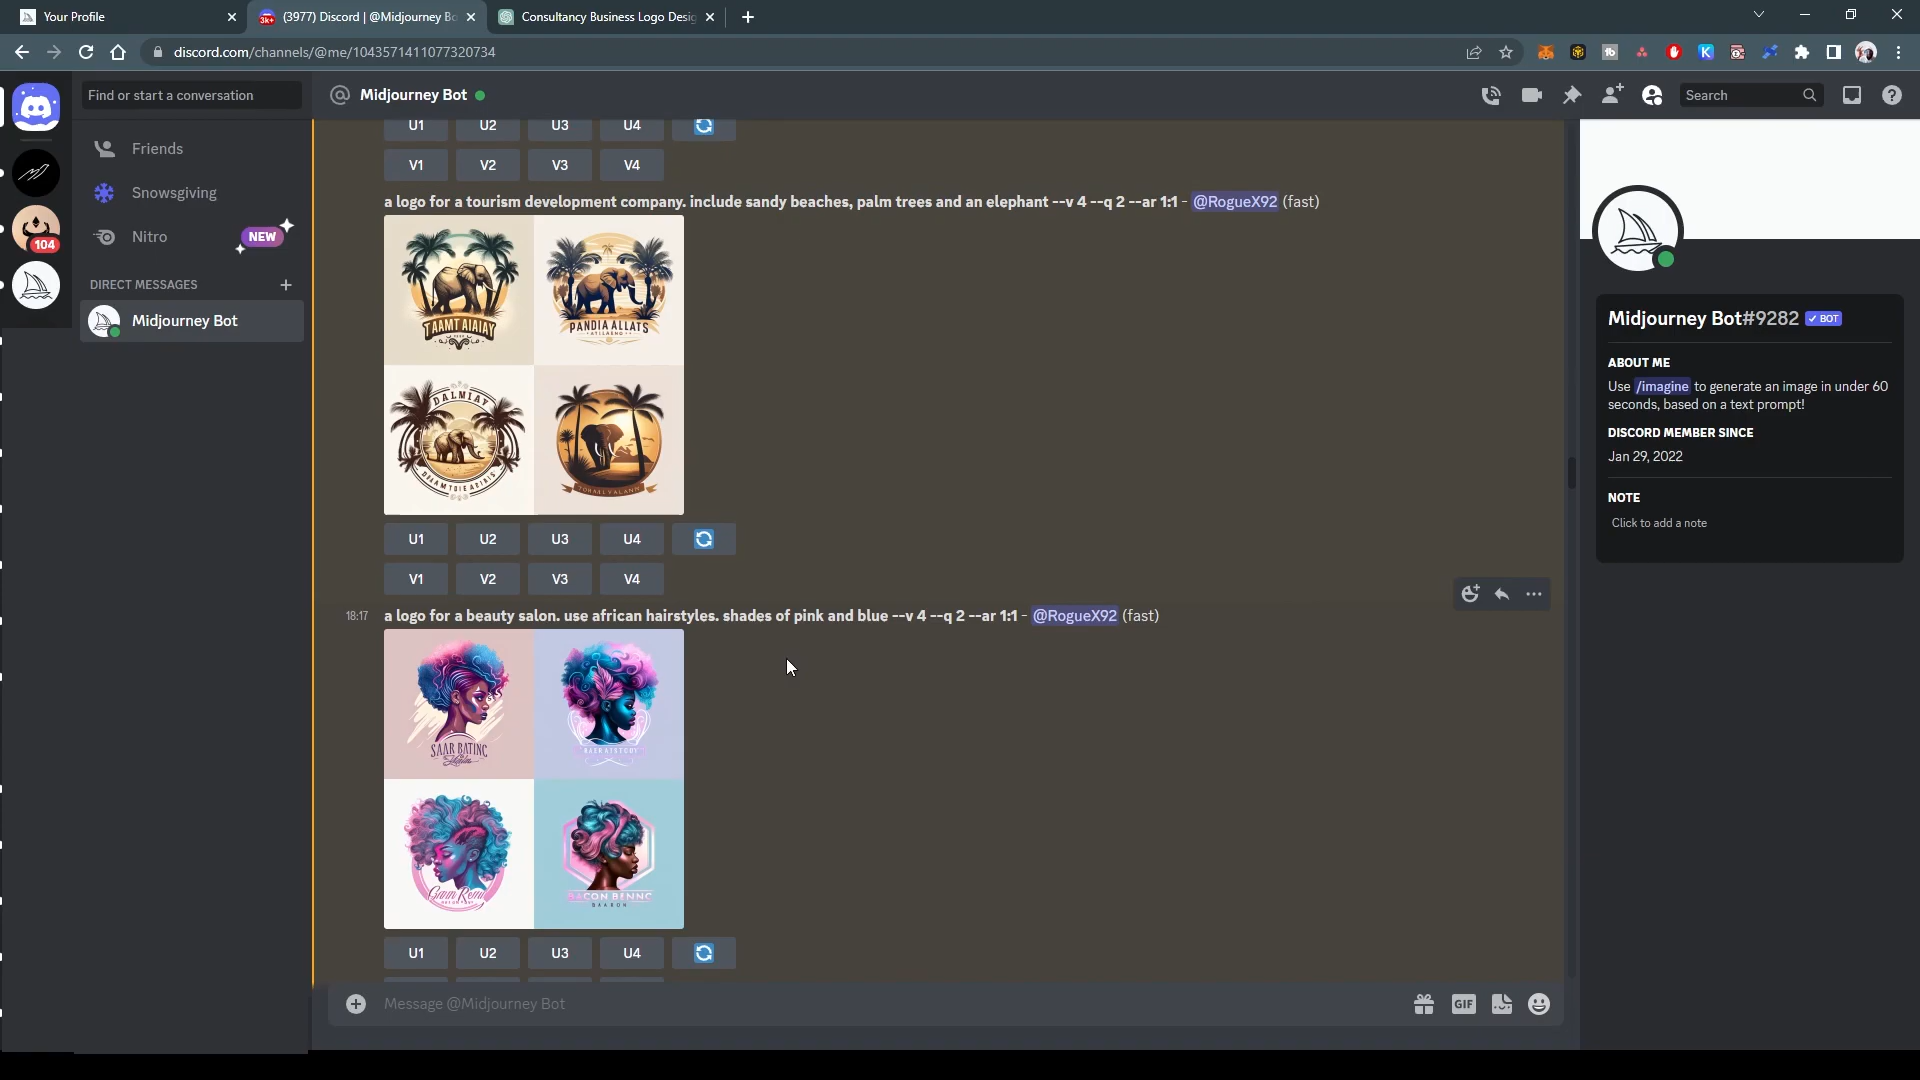 Your Profile
(3977) Discord | @Midjourney Bo
Consultancy Business Logo Desig
3k+
discord.com/channels/@me/1043571411077320734
Find or start a conversation
Midjourney Bot
Search
Friends
Snowsgiving
Nitro
NEW
104
DIRECT MESSAGES
Midjourney Bot
U1 U2 U3 U4
V1 V2 V3 V4
a logo for a tourism development company. include sandy beaches, palm trees and an elephant --v 4 --q 2 --ar 1:1 - @RogueX92 (fast)
TAAMT AIAIAY
PANDIA ALLATS
DALMIAY
U1 U2 U3 U4
V1 V2 V3 V4
18:17 a logo for a beauty salon. use african hairstyles. shades of pink and blue --v 4 --q 2 --ar 1:1 - @RogueX92 (fast)
SAAR BATINC
BACON BENNC
BAABON
U1 U2 U3 U4
Message @Midjourney Bot
GIF
Midjourney Bot#9282 BOT
ABOUT ME
Use /imagine to generate an image in under 60
seconds, based on a text prompt!
DISCORD MEMBER SINCE
Jan 29, 2022
NOTE
Click to add a note